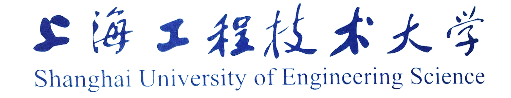 上海工程技术大学
Shanghai University of Engineering Science